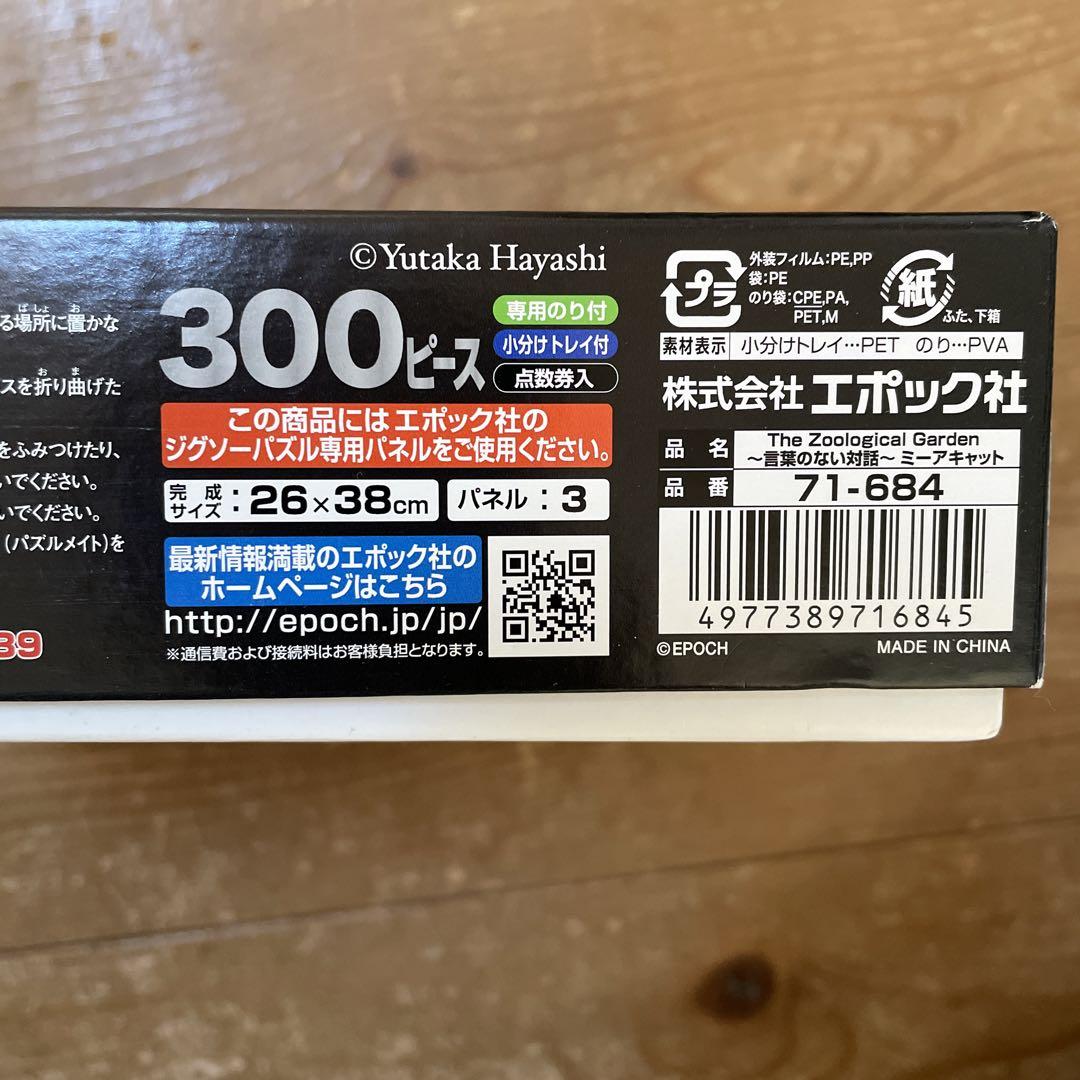 る場所に置かな
ばしょ お
スを折り曲げた
お ま
をふみつけたり、
いでください。
いでください。
(パズルメイト)を
39
©Yutaka Hayashi
300ピース
専用のり付
小分けトレイ付
点数券入
この商品にはエポック社の
ジグソーパズル専用パネルをご使用ください。
完成サイズ:26×38cm
パネル:3
最新情報満載のエポック社の
ホームページはこちら
http://epoch.jp/jp/
※通信費および接続料はお客様負担となります。
プラ
外装フィルム:PE,PP
袋:PE
のり袋:CPE,PA,
PET,M
紙
ふた、下箱
素材表示 小分けトレイ…PET のり…PVA
株式会社 エポック社
品名 The Zoological Garden
~言葉のない対話~ ミーアキャット
品番 71-684
4977389716845
©EPOCH MADE IN CHINA